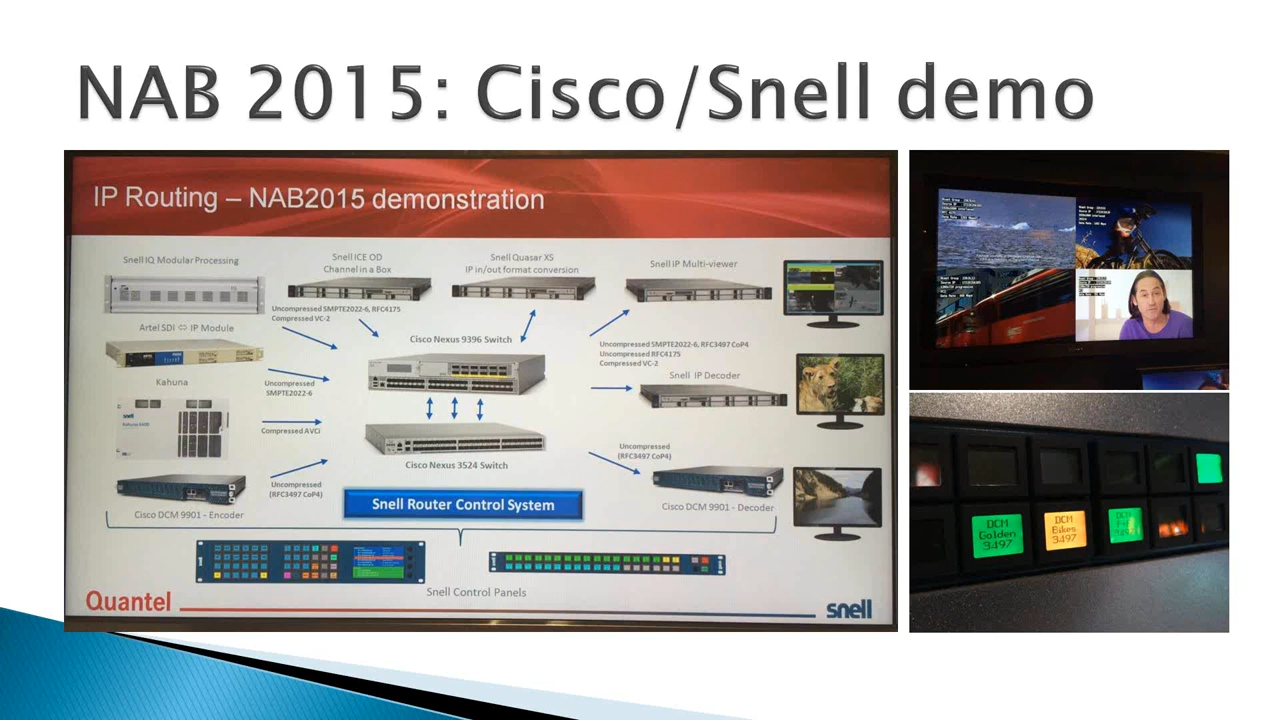 NAB 2015: Cisco/Snell demo
IP Routing – NAB2015 demonstration
Snell IQ Modular Processing
Snell ICE OD
Channel in a Box
Snell Quasar XS
IP in/out format conversion
Snell IP Multi-viewer
Uncompressed SMPTE2022-6, RFC4175
Compressed VC-2
Artel SDI ⇔ IP Module
Cisco Nexus 9396 Switch
Uncompressed SMPTE2022-6, RFC3497 CoP4
Uncompressed RFC4175
Compressed VC-2
Kahuna
Uncompressed
SMPTE2022-6
Snell IP Decoder
snell
Compressed AVCi
Cisco Nexus 3524 Switch
Uncompressed
(RFC3497 CoP4)
Uncompressed
(RFC3497 CoP4)
Cisco DCM 9901 - Encoder
Snell Router Control System
Cisco DCM 9901 - Decoder
Snell Control Panels
Quantel
snell
DCM
Golden
3497
DCM
Bikes
3497
DCM